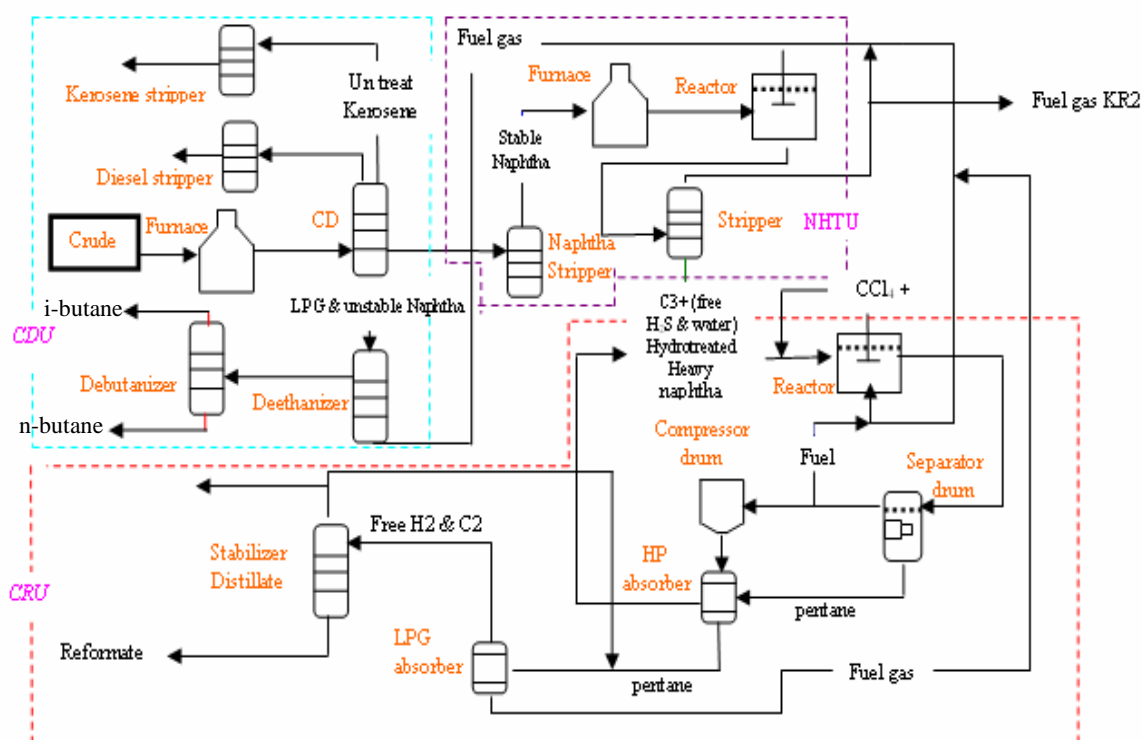 Kerosene stripper
Un treat
Kerosene
Diesel stripper
Crude
Furnace
CD
LPG & unstable Naphtha
i-butane
CDU
Debutanizer
Deethanizer
n-butane
Fuel gas
Furnace
Reactor
Stable
Naphtha
Naphtha
Stripper
Stripper
NHTU
Fuel gas KR2
C3+ (free
H2S & water)
Hydrotreated
Heavy
naphtha
CCl4 +
Reactor
Compressor
drum
Fuel
Separator
drum
HP
absorber
pentane
Free H2 & C2
Stabilizer
Distillate
CRU
Reformate
LPG
absorber
pentane
Fuel gas